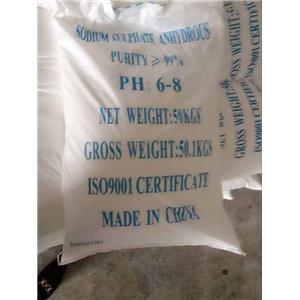 SODIUM SULPHATE, ANHYDROUS
PURITY ≥ 99%
PH: 6-8
NET WEIGHT:50KGS
GROSS WEIGHT:50.1KGS
ISO9001 CERTIFICATE
MADE IN CHINA